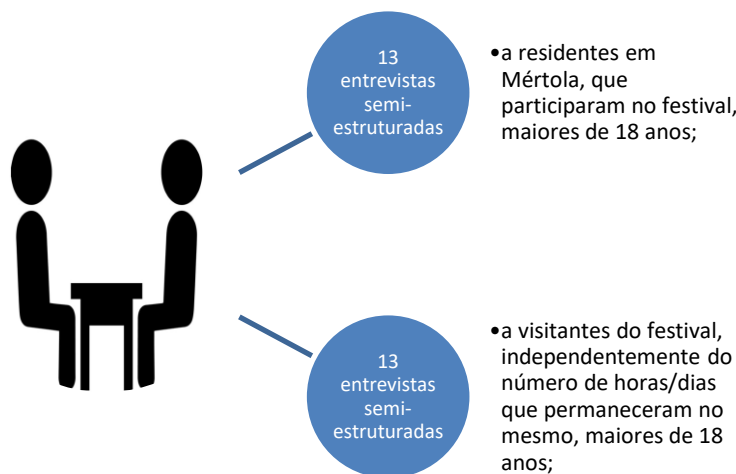 13
entrevistas
semi-
estruturadas
•a residentes em
Mértola, que
participaram no festival,
maiores de 18 anos;
13
entrevistas
semi-
estruturadas
•a visitantes do festival,
independentemente do
número de horas/dias
que permaneceram no
mesmo, maiores de 18
anos;